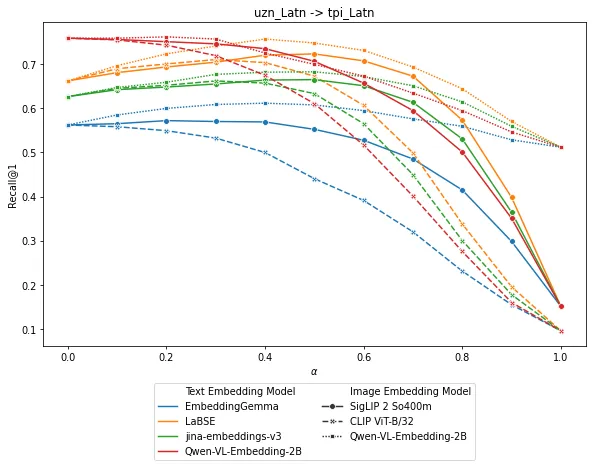 uzn_Latn -> tpi_Latn
Recall@1
0.7
0.6
0.5
0.4
0.3
0.2
0.1
0.0 0.2 0.4 0.6 0.8 1.0
α
Text Embedding Model Image Embedding Model
EmbeddingGemma SigLIP 2 So400m
LaBSE CLIP ViT-B/32
jina-embeddings-v3 Qwen-VL-Embedding-2B
Qwen-VL-Embedding-2B